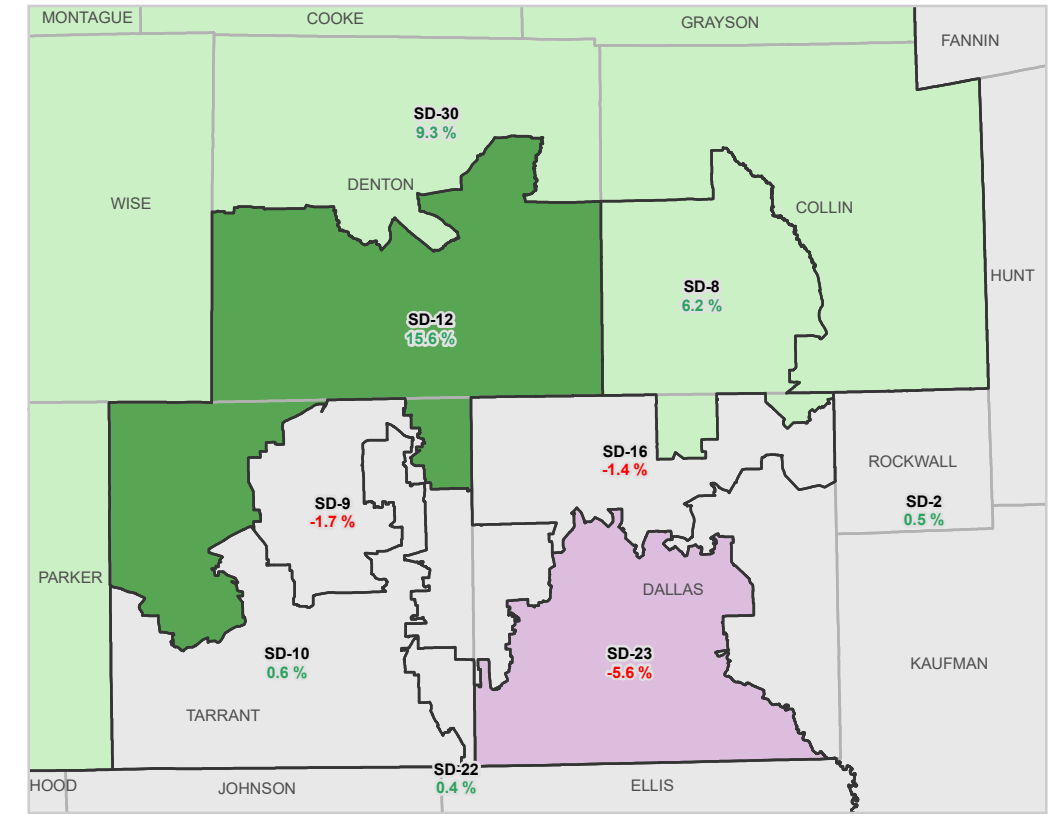 MONTAGUE
COOKE
GRAYSON
FANNIN
SD-30
9.3 %
DENTON
WISE
COLLIN
HUNT
SD-8
6.2 %
SD-12
15.6 %
SD-16
-1.4 %
ROCKWALL
SD-9
-1.7 %
SD-2
0.5 %
PARKER
DALLAS
SD-10
0.6 %
SD-23
-5.6 %
KAUFMAN
TARRANT
SD-22
0.4 %
HOOD
JOHNSON
ELLIS